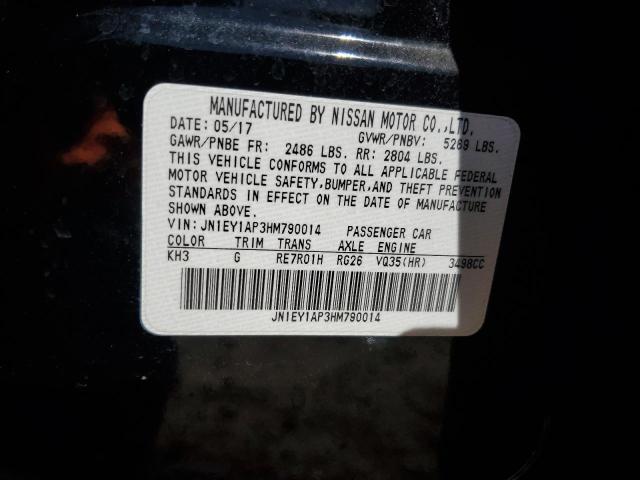 MANUFACTURED BY NISSAN MOTOR CO.,LTD.
DATE: 05/17 GVWR/PNBV: 5269 LBS.
GAWR/PNBE FR: 2486 LBS. RR: 2804 LBS.
THIS VEHICLE CONFORMS TO ALL APPLICABLE FEDERAL
MOTOR VEHICLE SAFETY,BUMPER,AND THEFT PREVENTION
STANDARDS IN EFFECT ON THE DATE OF MANUFACTURE
SHOWN ABOVE.
VIN:JN1EY1AP3HM790014 PASSENGER CAR
COLOR TRIM TRANS AXLE ENGINE
KH3 G RE7R01H RG26 VQ35(HR) 3498CC
JN1EY1AP3HM790014